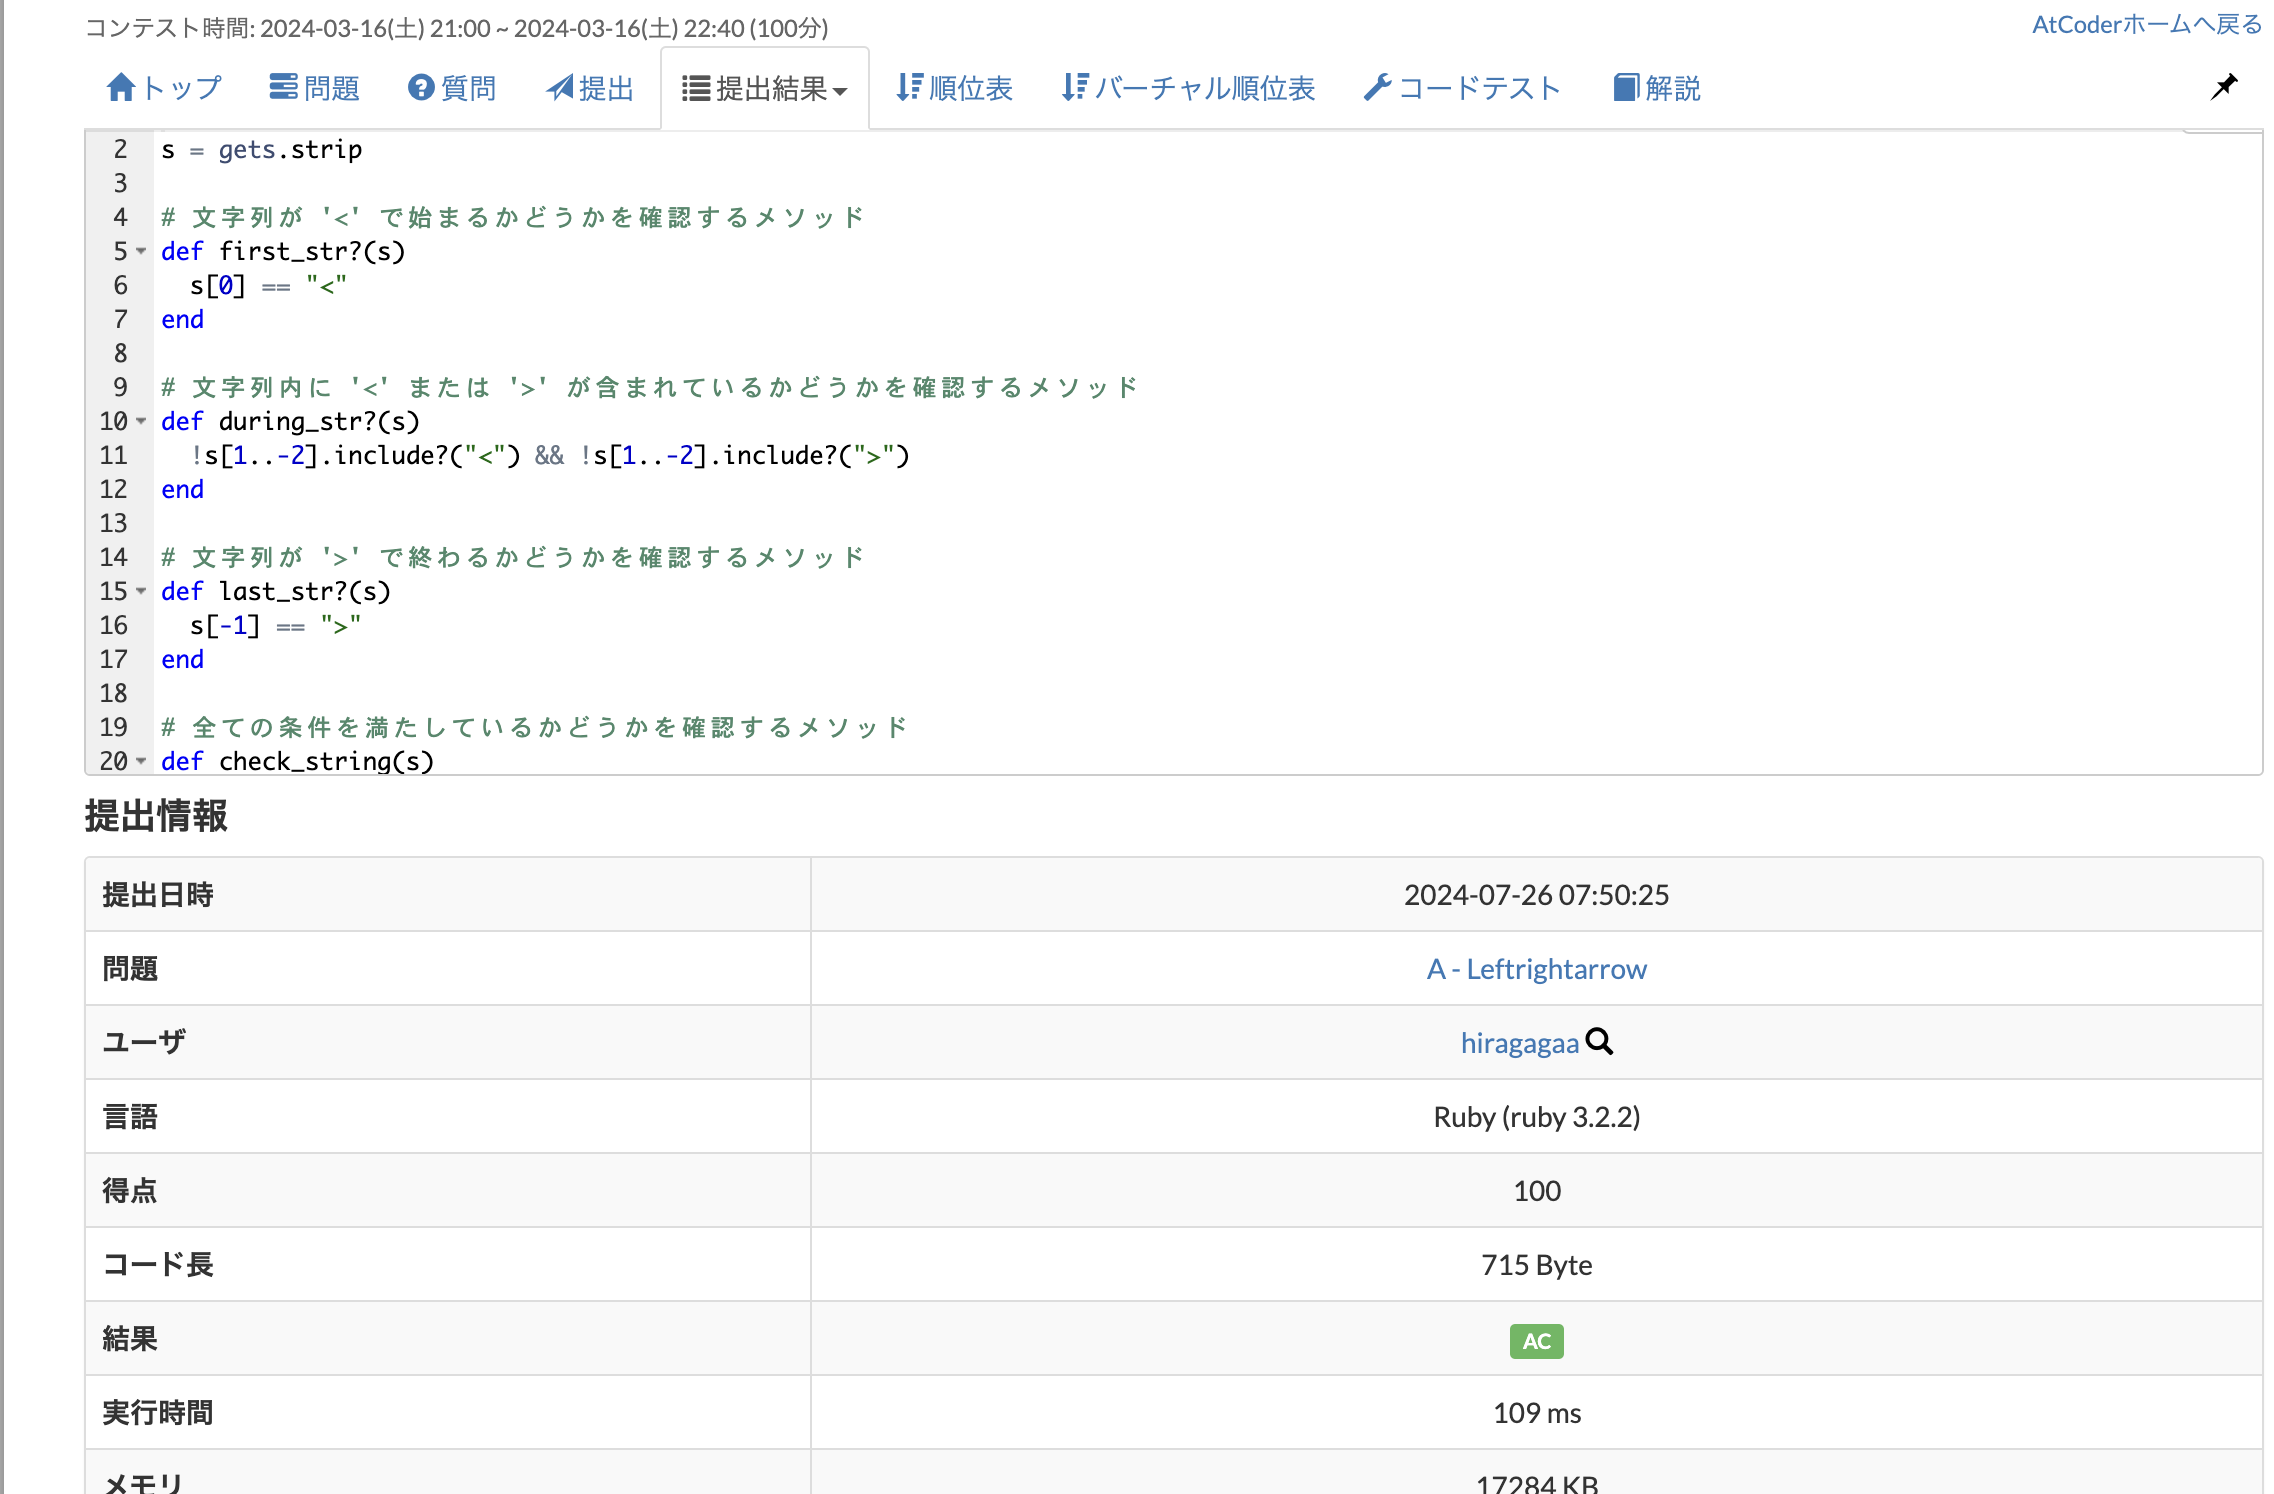 コンテスト時間: 2024-03-16(土) 21:00 ~ 2024-03-16(土) 22:40 (100分)
AtCoderホームへ戻る
トップ 問題 質問 提出 提出結果 順位表 バーチャル順位表 コードテスト 解説
2 s = gets.strip
3
4 # 文字列が '<' で始まるかどうかを確認するメソッド
5 def first_str?(s)
6 s[0] == "<"
7 end
8
9 # 文字列内に '<' または '>' が含まれているかどうかを確認するメソッド
10 def during_str?(s)
11 !s[1..-2].include?("<") && !s[1..-2].include?(">")
12 end
13
14 # 文字列が '>' で終わるかどうかを確認するメソッド
15 def last_str?(s)
16 s[-1] == ">"
17 end
18
19 # 全ての条件を満たしているかどうかを確認するメソッド
20 def check_string(s)
提出情報
提出日時 2024-07-26 07:50:25
問題 A - Leftrightarrow
ユーザ hiragagaa
言語 Ruby (ruby 3.2.2)
得点 100
コード長 715 Byte
結果 AC
実行時間 109 ms
メモリ 17284 KB